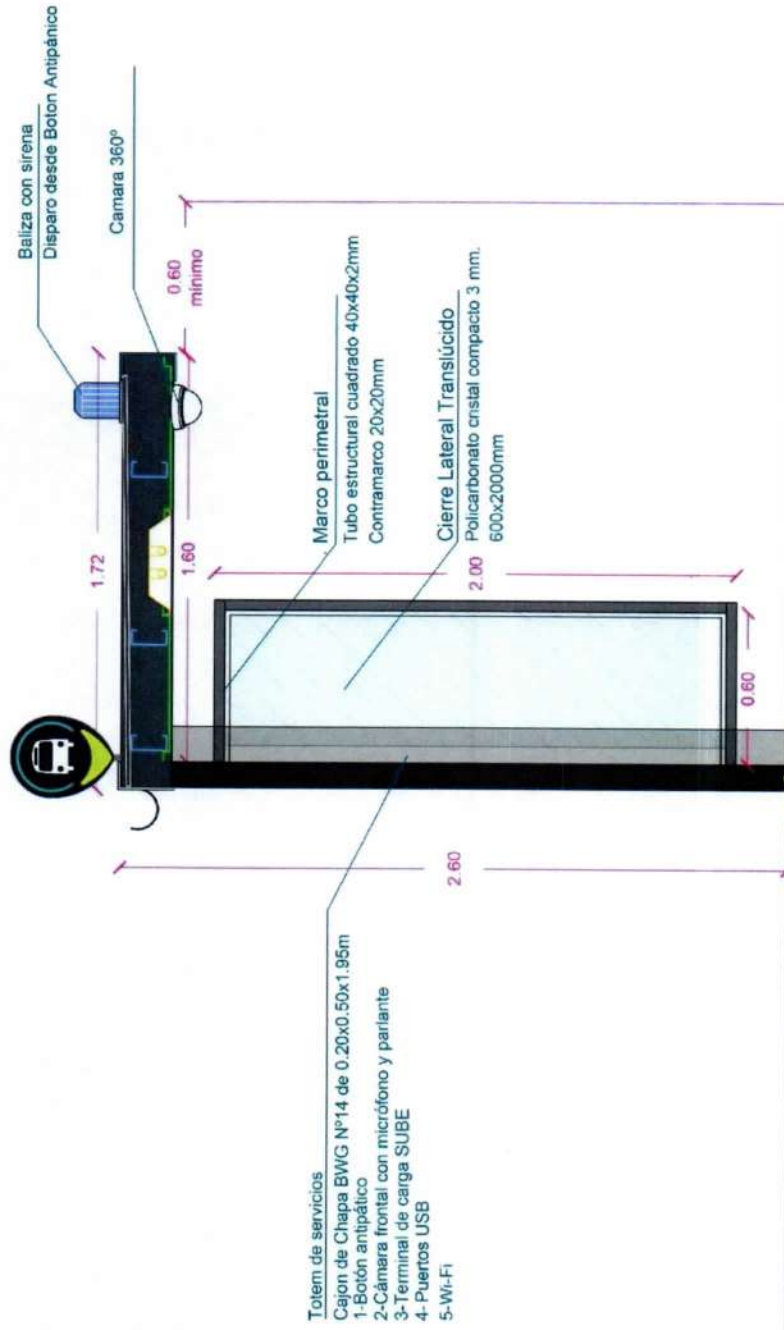 Baliza con sirena
Disparo desde Boton Antipánico
Camara 360º
1.72
0.60
mínimo
1.60
Marco perimetral
Tubo estructural cuadrado 40x40x2mm
Contramarco 20x20mm
Cierre Lateral Translúcido
Policarbonato cristal compacto 3 mm.
600x2000mm
2.00
0.60
2.60
Totem de servicios
Cajon de Chapa BWG Nº14 de 0.20x0.50x1.95m
1-Botón antipático
2-Cámara frontal con micrófono y parlante
3-Terminal de carga SUBE
4- Puertos USB
5-Wi-Fi